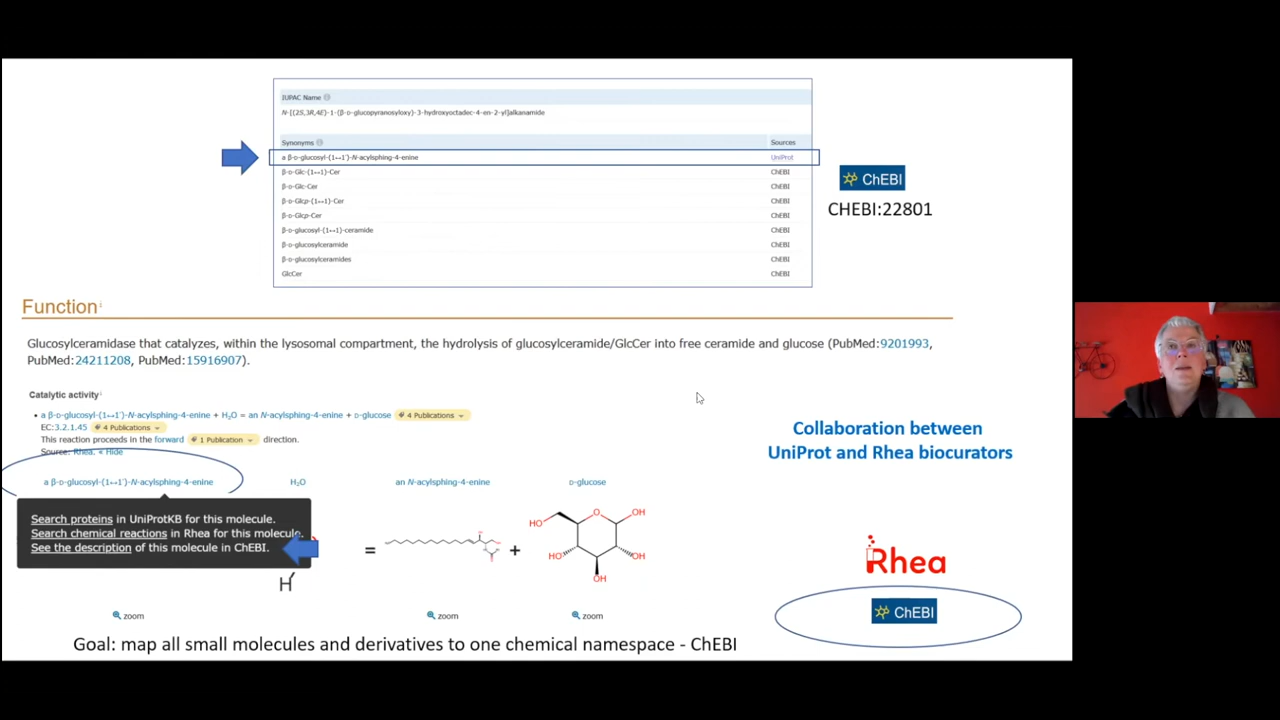 IUPAC Name
N-[(2S,3R,4E)-1-(β-D-glucopyranosyloxy)-3-hydroxyoctadec-4-en-2-yl]alkanamide
Synonyms Sources
a β-D-glucosyl-(1↔1')-N-acylsphing-4-enine UniProt
β-D-Glc-(1↔1)-Cer ChEBI
β-D-Glc-Cer ChEBI
β-D-Glcp-(1↔1)-Cer ChEBI
β-D-Glcp-Cer ChEBI
β-D-glucosyl-(1↔1)-ceramide ChEBI
β-D-glucosylceramide ChEBI
β-D-glucosylceramides ChEBI
GlcCer ChEBI
ChEBI
CHEBI:22801
Function
Glucosylceramidase that catalyzes, within the lysosomal compartment, the hydrolysis of glucosylceramide/GlcCer into free ceramide and glucose (PubMed:9201993,
PubMed:24211208, PubMed:15916907).
Catalytic activity
a β-D-glucosyl-(1↔1')-N-acylsphing-4-enine + H2O = an N-acylsphing-4-enine + D-glucose 4 Publications
EC:3.2.1.45 4 Publications
This reaction proceeds in the forward 1 Publication direction.
Source: Rhea. « Hide
a β-D-glucosyl-(1↔1')-N-acylsphing-4-enine H2O an N-acylsphing-4-enine D-glucose
Search proteins in UniProtKB for this molecule.
Search chemical reactions in Rhea for this molecule.
See the description of this molecule in ChEBI.
H
=
+
HO O OH
HO OH
OH
zoom zoom zoom
Collaboration between
UniProt and Rhea biocurators
Rhea
ChEBI
Goal: map all small molecules and derivatives to one chemical namespace - ChEBI